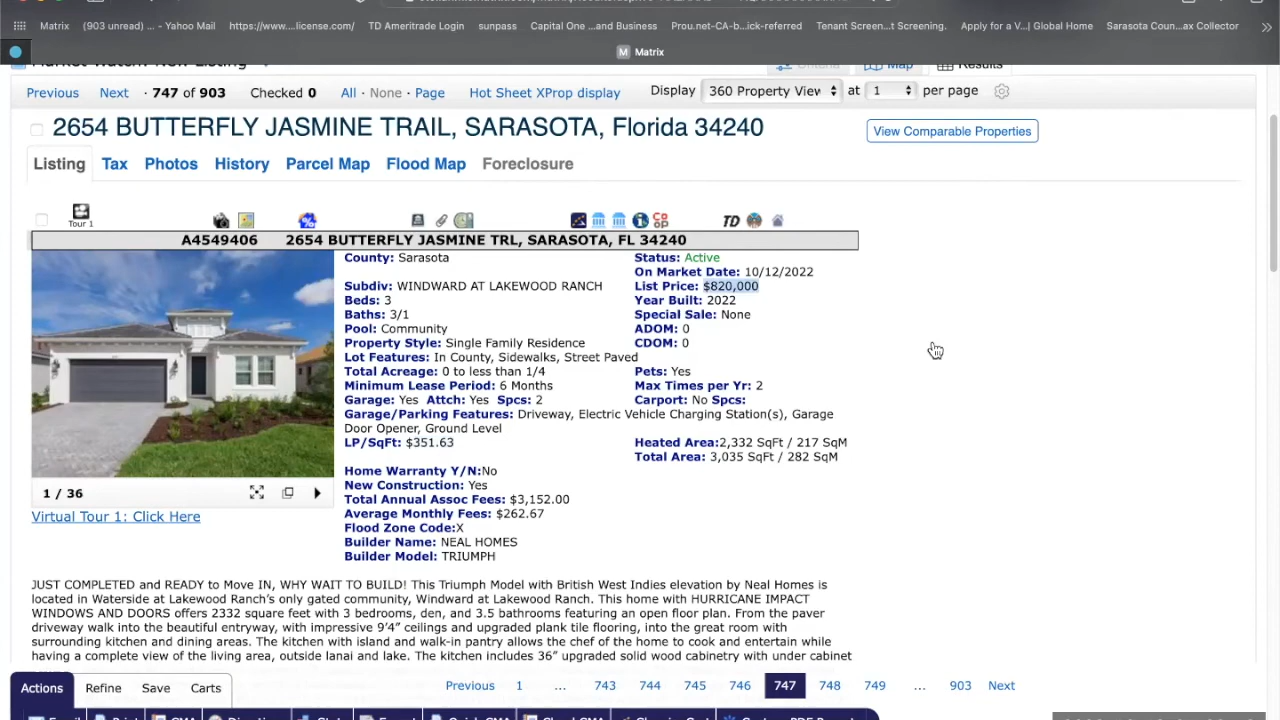 Matrix (903 unread) ... - Yahoo Mail https://www....license.com/ TD Ameritrade Login sunpass Capital One ...and Business Prou.net-CA-b...ick-referred Tenant Screen...t Screening. Apply for a V...| Global Home Sarasota Coun...ax Collector
M Matrix
Map Results
Previous Next · 747 of 903 Checked 0 All · None · Page Hot Sheet XProp display Display 360 Property View at 1 per page
2654 BUTTERFLY JASMINE TRAIL, SARASOTA, Florida 34240 View Comparable Properties
Listing Tax Photos History Parcel Map Flood Map Foreclosure
Tour 1 TD
A4549406 2654 BUTTERFLY JASMINE TRL, SARASOTA, FL 34240
County: Sarasota Status: Active
On Market Date: 10/12/2022
Subdiv: WINDWARD AT LAKEWOOD RANCH List Price: $820,000
Beds: 3 Year Built: 2022
Baths: 3/1 Special Sale: None
Pool: Community ADOM: 0
Property Style: Single Family Residence CDOM: 0
Lot Features: In County, Sidewalks, Street Paved
Total Acreage: 0 to less than 1/4 Pets: Yes
Minimum Lease Period: 6 Months Max Times per Yr: 2
Garage: Yes Attch: Yes Spcs: 2 Carport: No Spcs:
Garage/Parking Features: Driveway, Electric Vehicle Charging Station(s), Garage
Door Opener, Ground Level
LP/SqFt: $351.63 Heated Area:2,332 SqFt / 217 SqM
Total Area: 3,035 SqFt / 282 SqM
Home Warranty Y/N:No
New Construction: Yes
1 / 36 Total Annual Assoc Fees: $3,152.00
Average Monthly Fees: $262.67
Virtual Tour 1: Click Here Flood Zone Code:X
Builder Name: NEAL HOMES
Builder Model: TRIUMPH
JUST COMPLETED and READY to Move IN, WHY WAIT TO BUILD! This Triumph Model with British West Indies elevation by Neal Homes is
located in Waterside at Lakewood Ranch's only gated community, Windward at Lakewood Ranch. This home with HURRICANE IMPACT
WINDOWS AND DOORS offers 2332 square feet with 3 bedrooms, den, and 3.5 bathrooms featuring an open floor plan. From the paver
driveway walk into the beautiful entryway, with impressive 9'4" ceilings and upgraded plank tile flooring, into the great room with
surrounding kitchen and dining areas. The kitchen with island and walk-in pantry allows the chef of the home to cook and entertain while
having a complete view of the living area, outside lanai and lake. The kitchen includes 36" upgraded solid wood cabinetry with under cabinet
Actions Refine Save Carts Previous 1 ... 743 744 745 746 747 748 749 ... 903 Next